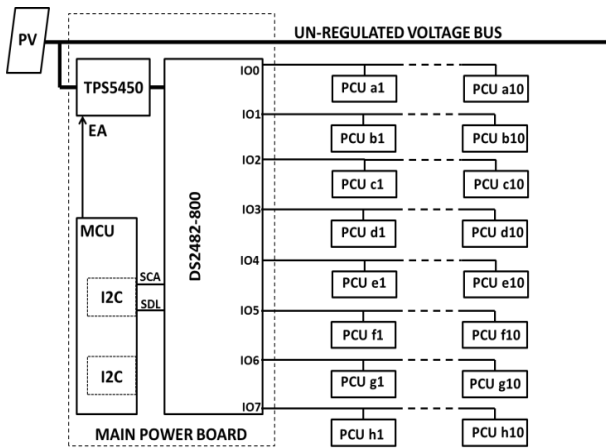 PV
UN-REGULATED VOLTAGE BUS
TPS5450
EA
MCU
I2C
I2C
SCA
SDL
DS2482-800
IO0
PCU a1
PCU a10
IO1
PCU b1
PCU b10
IO2
PCU c1
PCU c10
IO3
PCU d1
PCU d10
IO4
PCU e1
PCU e10
IO5
PCU f1
PCU f10
IO6
PCU g1
PCU g10
IO7
PCU h1
PCU h10
MAIN POWER BOARD